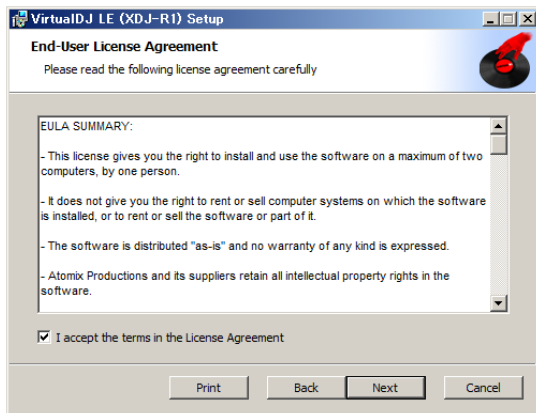 VirtualDJ LE (XDJ-R1) Setup
End-User License Agreement
Please read the following license agreement carefully
EULA SUMMARY:
- This license gives you the right to install and use the software on a maximum of two
computers, by one person.
- It does not give you the right to rent or sell computer systems on which the software
is installed, or to rent or sell the software or part of it.
- The software is distributed "as-is" and no warranty of any kind is expressed.
- Atomix Productions and its suppliers retain all intellectual property rights in the
software.
I accept the terms in the License Agreement
Print Back Next Cancel